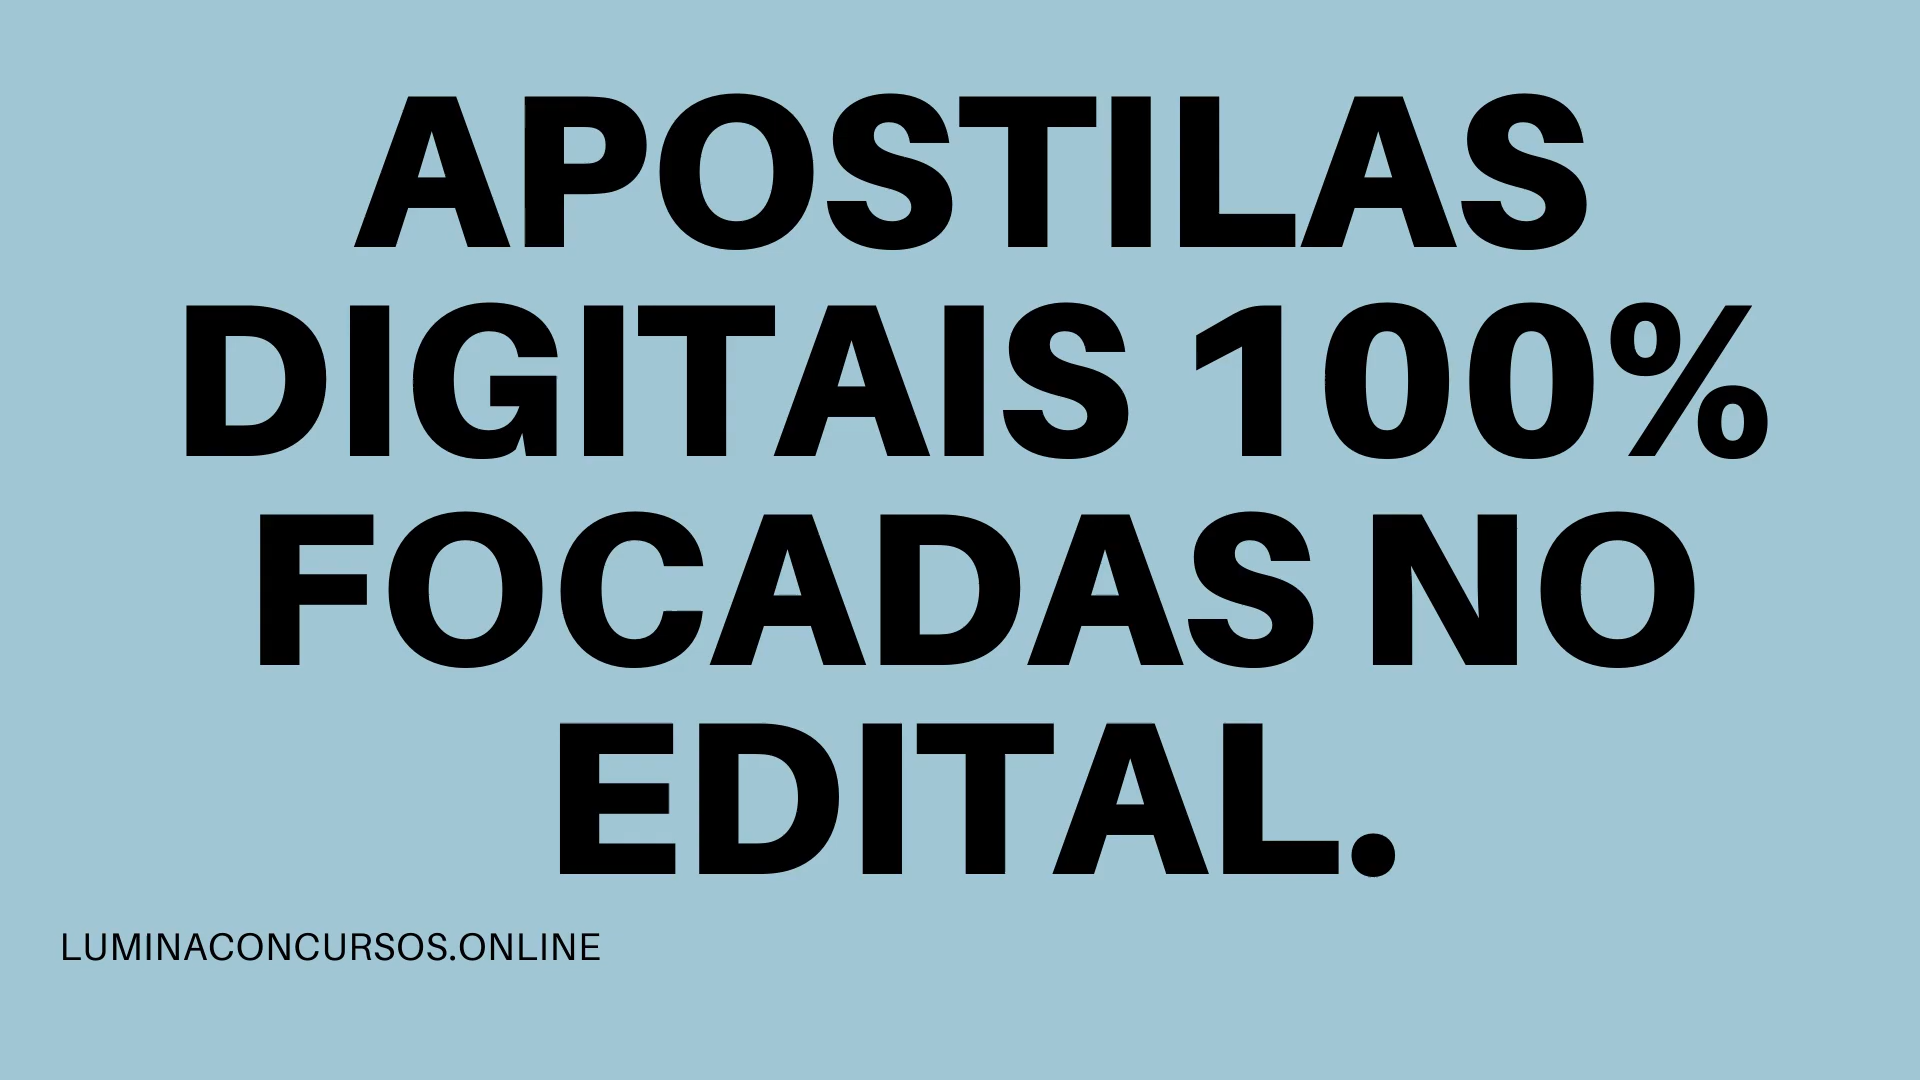 APOSTILAS
DIGITAIS 100%
FOCADAS NO
EDITAL.
LUMINACONCURSOS.ONLINE